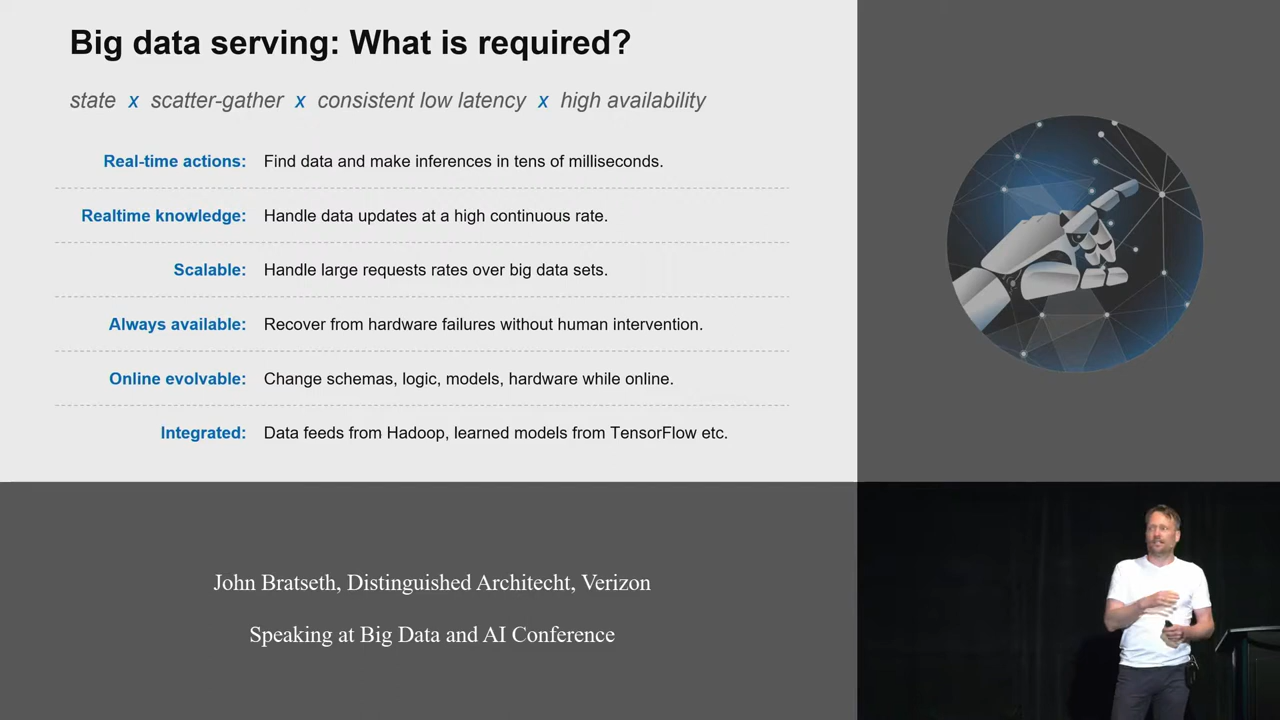 Big data serving: What is required?
state x scatter-gather x consistent low latency x high availability
Real-time actions: Find data and make inferences in tens of milliseconds.
Realtime knowledge: Handle data updates at a high continuous rate.
Scalable: Handle large requests rates over big data sets.
Always available: Recover from hardware failures without human intervention.
Online evolvable: Change schemas, logic, models, hardware while online.
Integrated: Data feeds from Hadoop, learned models from TensorFlow etc.
John Bratseth, Distinguished Architecht, Verizon
Speaking at Big Data and AI Conference